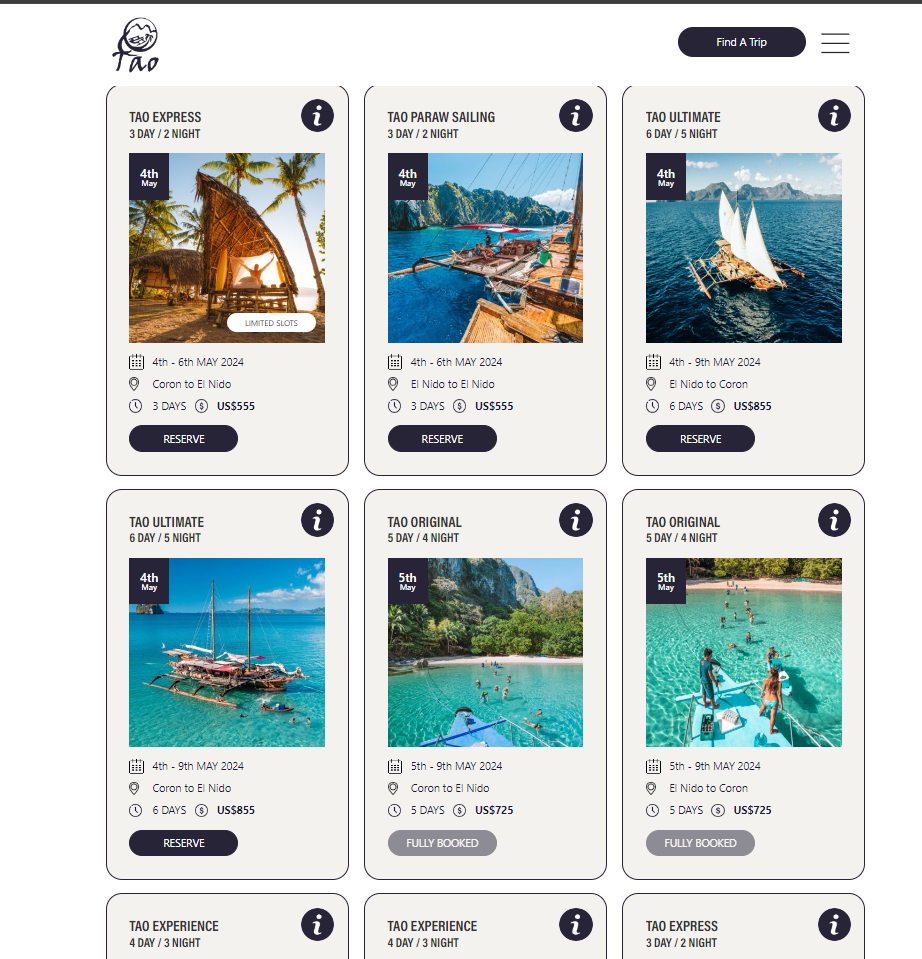 Tao
Find A Trip
TAO EXPRESS
3 DAY / 2 NIGHT
4th
May
LIMITED SLOTS
4th - 6th MAY 2024
Coron to El Nido
3 DAYS $ US$555
RESERVE
TAO PARAW SAILING
3 DAY / 2 NIGHT
4th
May
4th - 6th MAY 2024
El Nido to El Nido
3 DAYS $ US$555
RESERVE
TAO ULTIMATE
6 DAY / 5 NIGHT
4th
May
4th - 9th MAY 2024
El Nido to Coron
6 DAYS $ US$855
RESERVE
TAO ULTIMATE
6 DAY / 5 NIGHT
4th
May
4th - 9th MAY 2024
Coron to El Nido
6 DAYS $ US$855
RESERVE
TAO ORIGINAL
5 DAY / 4 NIGHT
5th
May
5th - 9th MAY 2024
Coron to El Nido
5 DAYS $ US$725
FULLY BOOKED
TAO ORIGINAL
5 DAY / 4 NIGHT
5th
May
5th - 9th MAY 2024
El Nido to Coron
5 DAYS $ US$725
FULLY BOOKED
TAO EXPERIENCE
4 DAY / 3 NIGHT
TAO EXPERIENCE
4 DAY / 3 NIGHT
TAO EXPRESS
3 DAY / 2 NIGHT